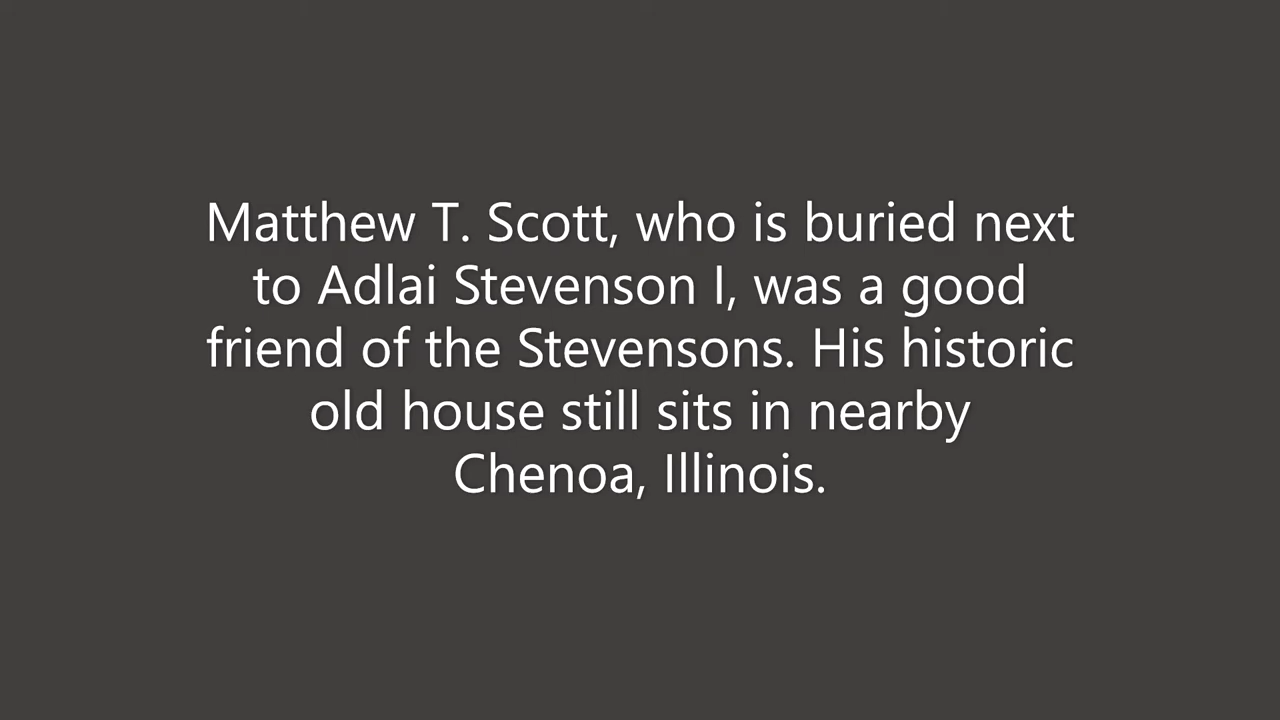 Matthew T. Scott, who is buried next
to Adlai Stevenson I, was a good
friend of the Stevensons. His historic
old house still sits in nearby
Chenoa, Illinois.